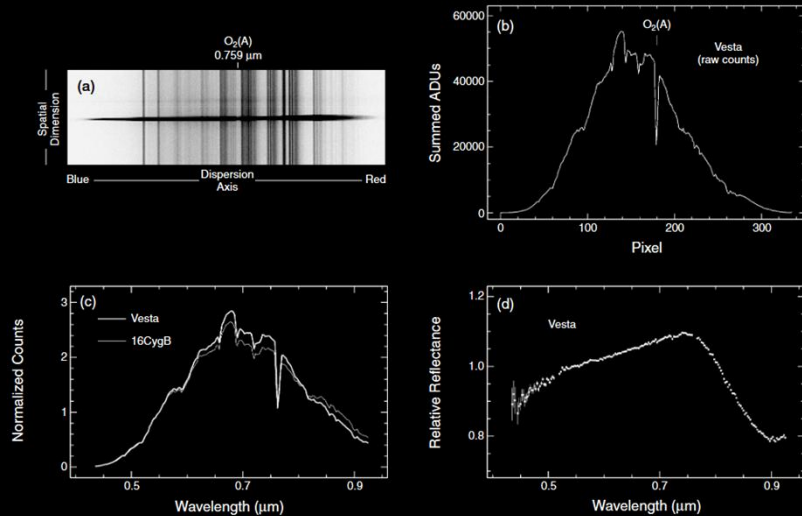 O₂(A)
0.759 μm
(a)
Spatial
Dimension
Blue
Dispersion
Axis
Red
(b)
O₂(A)
Vesta
(raw counts)
60000
40000
20000
0
Summed ADUs
0
100
200
300
Pixel
(c)
Vesta
16CygB
3
2
1
0
Normalized Counts
0.5
0.7
0.9
Wavelength (μm)
(d)
Vesta
1.2
1.0
0.8
Relative Reflectance
0.5
0.7
0.9
Wavelength (μm)